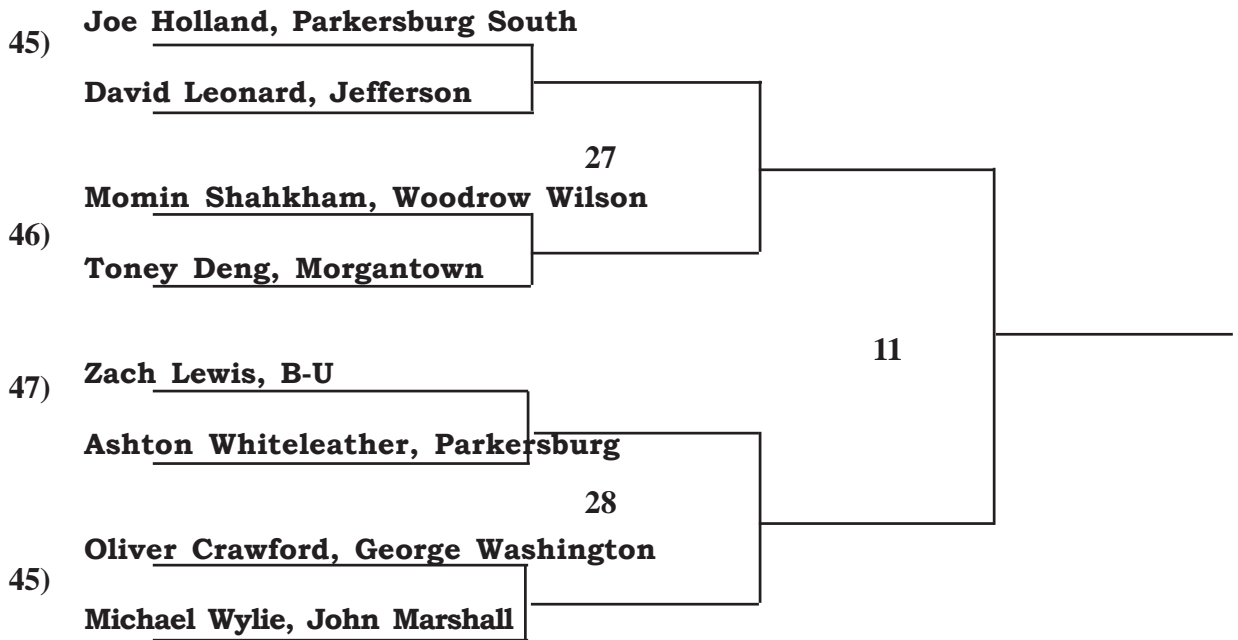 Joe Holland, Parkersburg South
45)
David Leonard, Jefferson
27
Momin Shahkham, Woodrow Wilson
46)
Toney Deng, Morgantown
11
Zach Lewis, B-U
47)
Ashton Whiteleather, Parkersburg
28
Oliver Crawford, George Washington
45)
Michael Wylie, John Marshall